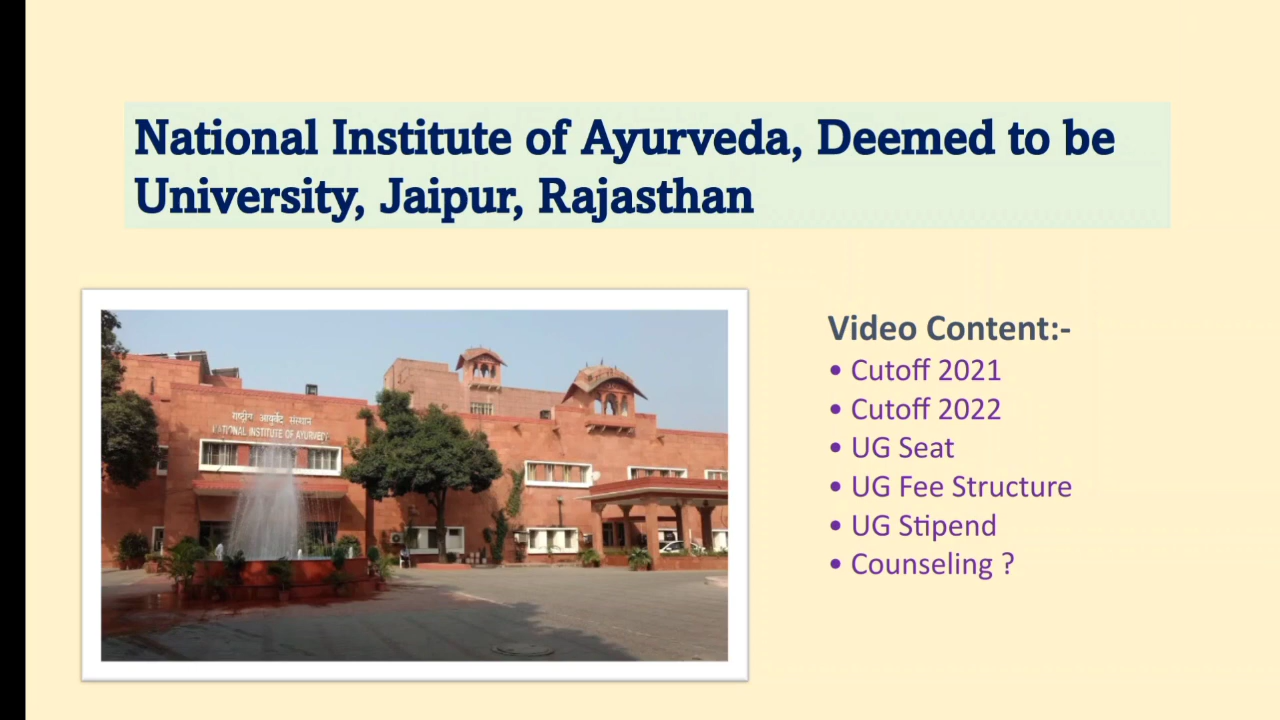 National Institute of Ayurveda, Deemed to be
University, Jaipur, Rajasthan
राष्ट्रीय आयुर्वेद संस्थान
NATIONAL INSTITUTE OF AYURVEDA
Video Content:-
• Cutoff 2021
• Cutoff 2022
• UG Seat
• UG Fee Structure
• UG Stipend
• Counseling ?